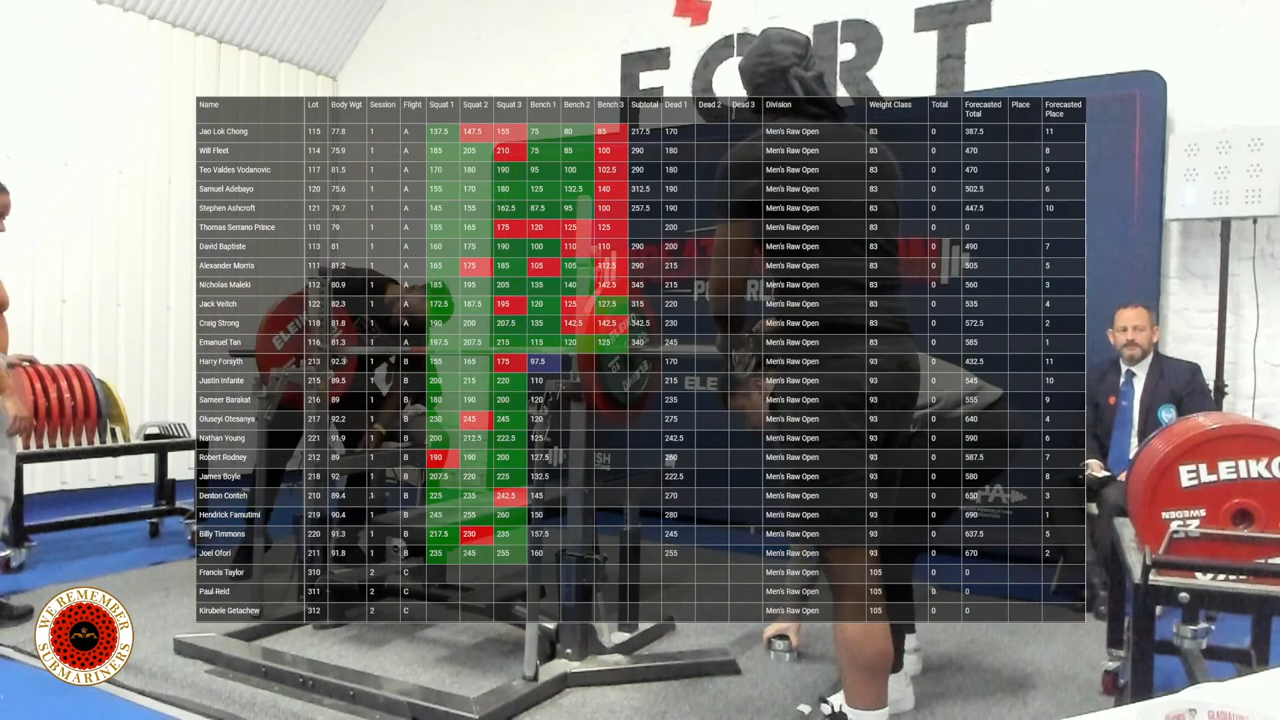 FORT
Name Lot Body Wgt Session Flight Squat 1 Squat 2 Squat 3 Bench 1 Bench 2 Bench 3 Subtotal Dead 1 Dead 2 Dead 3 Division Weight Class Total Forecasted Total Place Forecasted Place
Jao Lok Chong 115 77.8 1 A 137.5 147.5 155 75 80 85 217.5 170 Men's Raw Open 83 0 387.5 11
Will Fleet 114 75.9 1 A 185 205 210 75 85 100 290 180 Men's Raw Open 83 0 470 8
Teo Valdes Vodanovic 117 81.5 1 A 170 180 190 95 100 102.5 290 180 Men's Raw Open 83 0 470 9
Samuel Adebayo 120 75.6 1 A 155 170 180 125 132.5 140 312.5 190 Men's Raw Open 83 0 502.5 6
Stephen Ashcroft 121 79.7 1 A 145 155 162.5 87.5 95 100 257.5 190 Men's Raw Open 83 0 447.5 10
Thomas Serrano Prince 110 79 1 A 155 165 175 120 125 125 200 Men's Raw Open 83 0 0
David Baptiste 113 81 1 A 160 175 190 100 110 110 290 200 Men's Raw Open 83 0 490 7
Alexander Morris 111 81.2 1 A 165 175 185 105 105 112.5 290 215 Men's Raw Open 83 0 505 5
Nicholas Maleki 112 80.9 1 A 185 195 205 135 140 142.5 345 215 Men's Raw Open 83 0 560 3
Jack Veitch 122 82.3 1 A 172.5 187.5 195 120 125 127.5 315 220 Men's Raw Open 83 0 535 4
Craig Strong 118 81.8 1 A 190 200 207.5 135 142.5 142.5 342.5 230 Men's Raw Open 83 0 572.5 2
Emanuel Tan 116 81.3 1 A 197.5 207.5 215 115 120 125 340 245 Men's Raw Open 83 0 585 1
Harry Forsyth 213 92.3 1 B 155 165 175 97.5 170 Men's Raw Open 93 0 432.5 11
Justin Infante 215 89.5 1 B 200 215 220 110 215 Men's Raw Open 93 0 545 10
Sameer Barakat 216 89 1 B 180 190 200 120 235 Men's Raw Open 93 0 555 9
Oluseyi Otesanya 217 92.2 1 B 230 245 245 120 275 Men's Raw Open 93 0 640 4
Nathan Young 221 91.9 1 B 200 212.5 222.5 125 242.5 Men's Raw Open 93 0 590 6
Robert Rodney 212 89 1 B 190 190 200 127.5 260 Men's Raw Open 93 0 587.5 7
James Boyle 218 92 1 B 207.5 220 225 132.5 222.5 Men's Raw Open 93 0 580 8
Denton Conteh 210 89.4 1 B 225 235 242.5 145 270 Men's Raw Open 93 0 650 3
Hendrick Famutimi 219 90.4 1 B 245 255 260 150 280 Men's Raw Open 93 0 690 1
Billy Timmons 220 91.3 1 B 217.5 230 235 157.5 245 Men's Raw Open 93 0 637.5 5
Joel Ofori 211 91.8 1 B 235 245 255 160 255 Men's Raw Open 93 0 670 2
Francis Taylor 310 2 C Men's Raw Open 105 0 0
Paul Reid 311 2 C Men's Raw Open 105 0 0
Kirubele Getachew 312 2 C Men's Raw Open 105 0 0
ELEIKO
SWEDEN
25
WE REMEMBER
SUBMARINERS